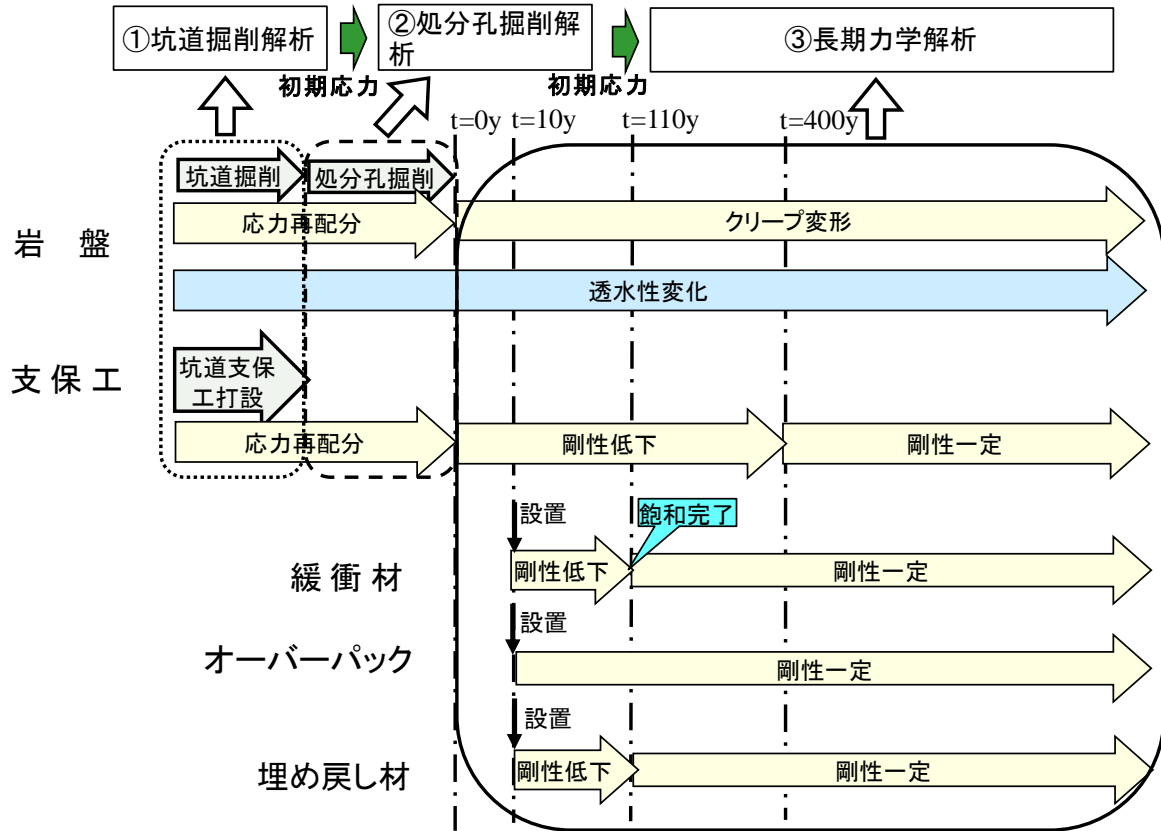 ①坑道掘削解析
②処分孔掘削解
析
③長期力学解析
初期応力
初期応力
t=0y
t=10y
t=110y
t=400y
坑道掘削
処分孔掘削
岩　盤
応力再配分
クリープ変形
透水性変化
支 保 工
坑道支保
工打設
応力再配分
剛性低下
剛性一定
設置
飽和完了
緩 衝 材
剛性低下
剛性一定
設置
オーバーパック
剛性一定
設置
埋め戻し材
剛性低下
剛性一定